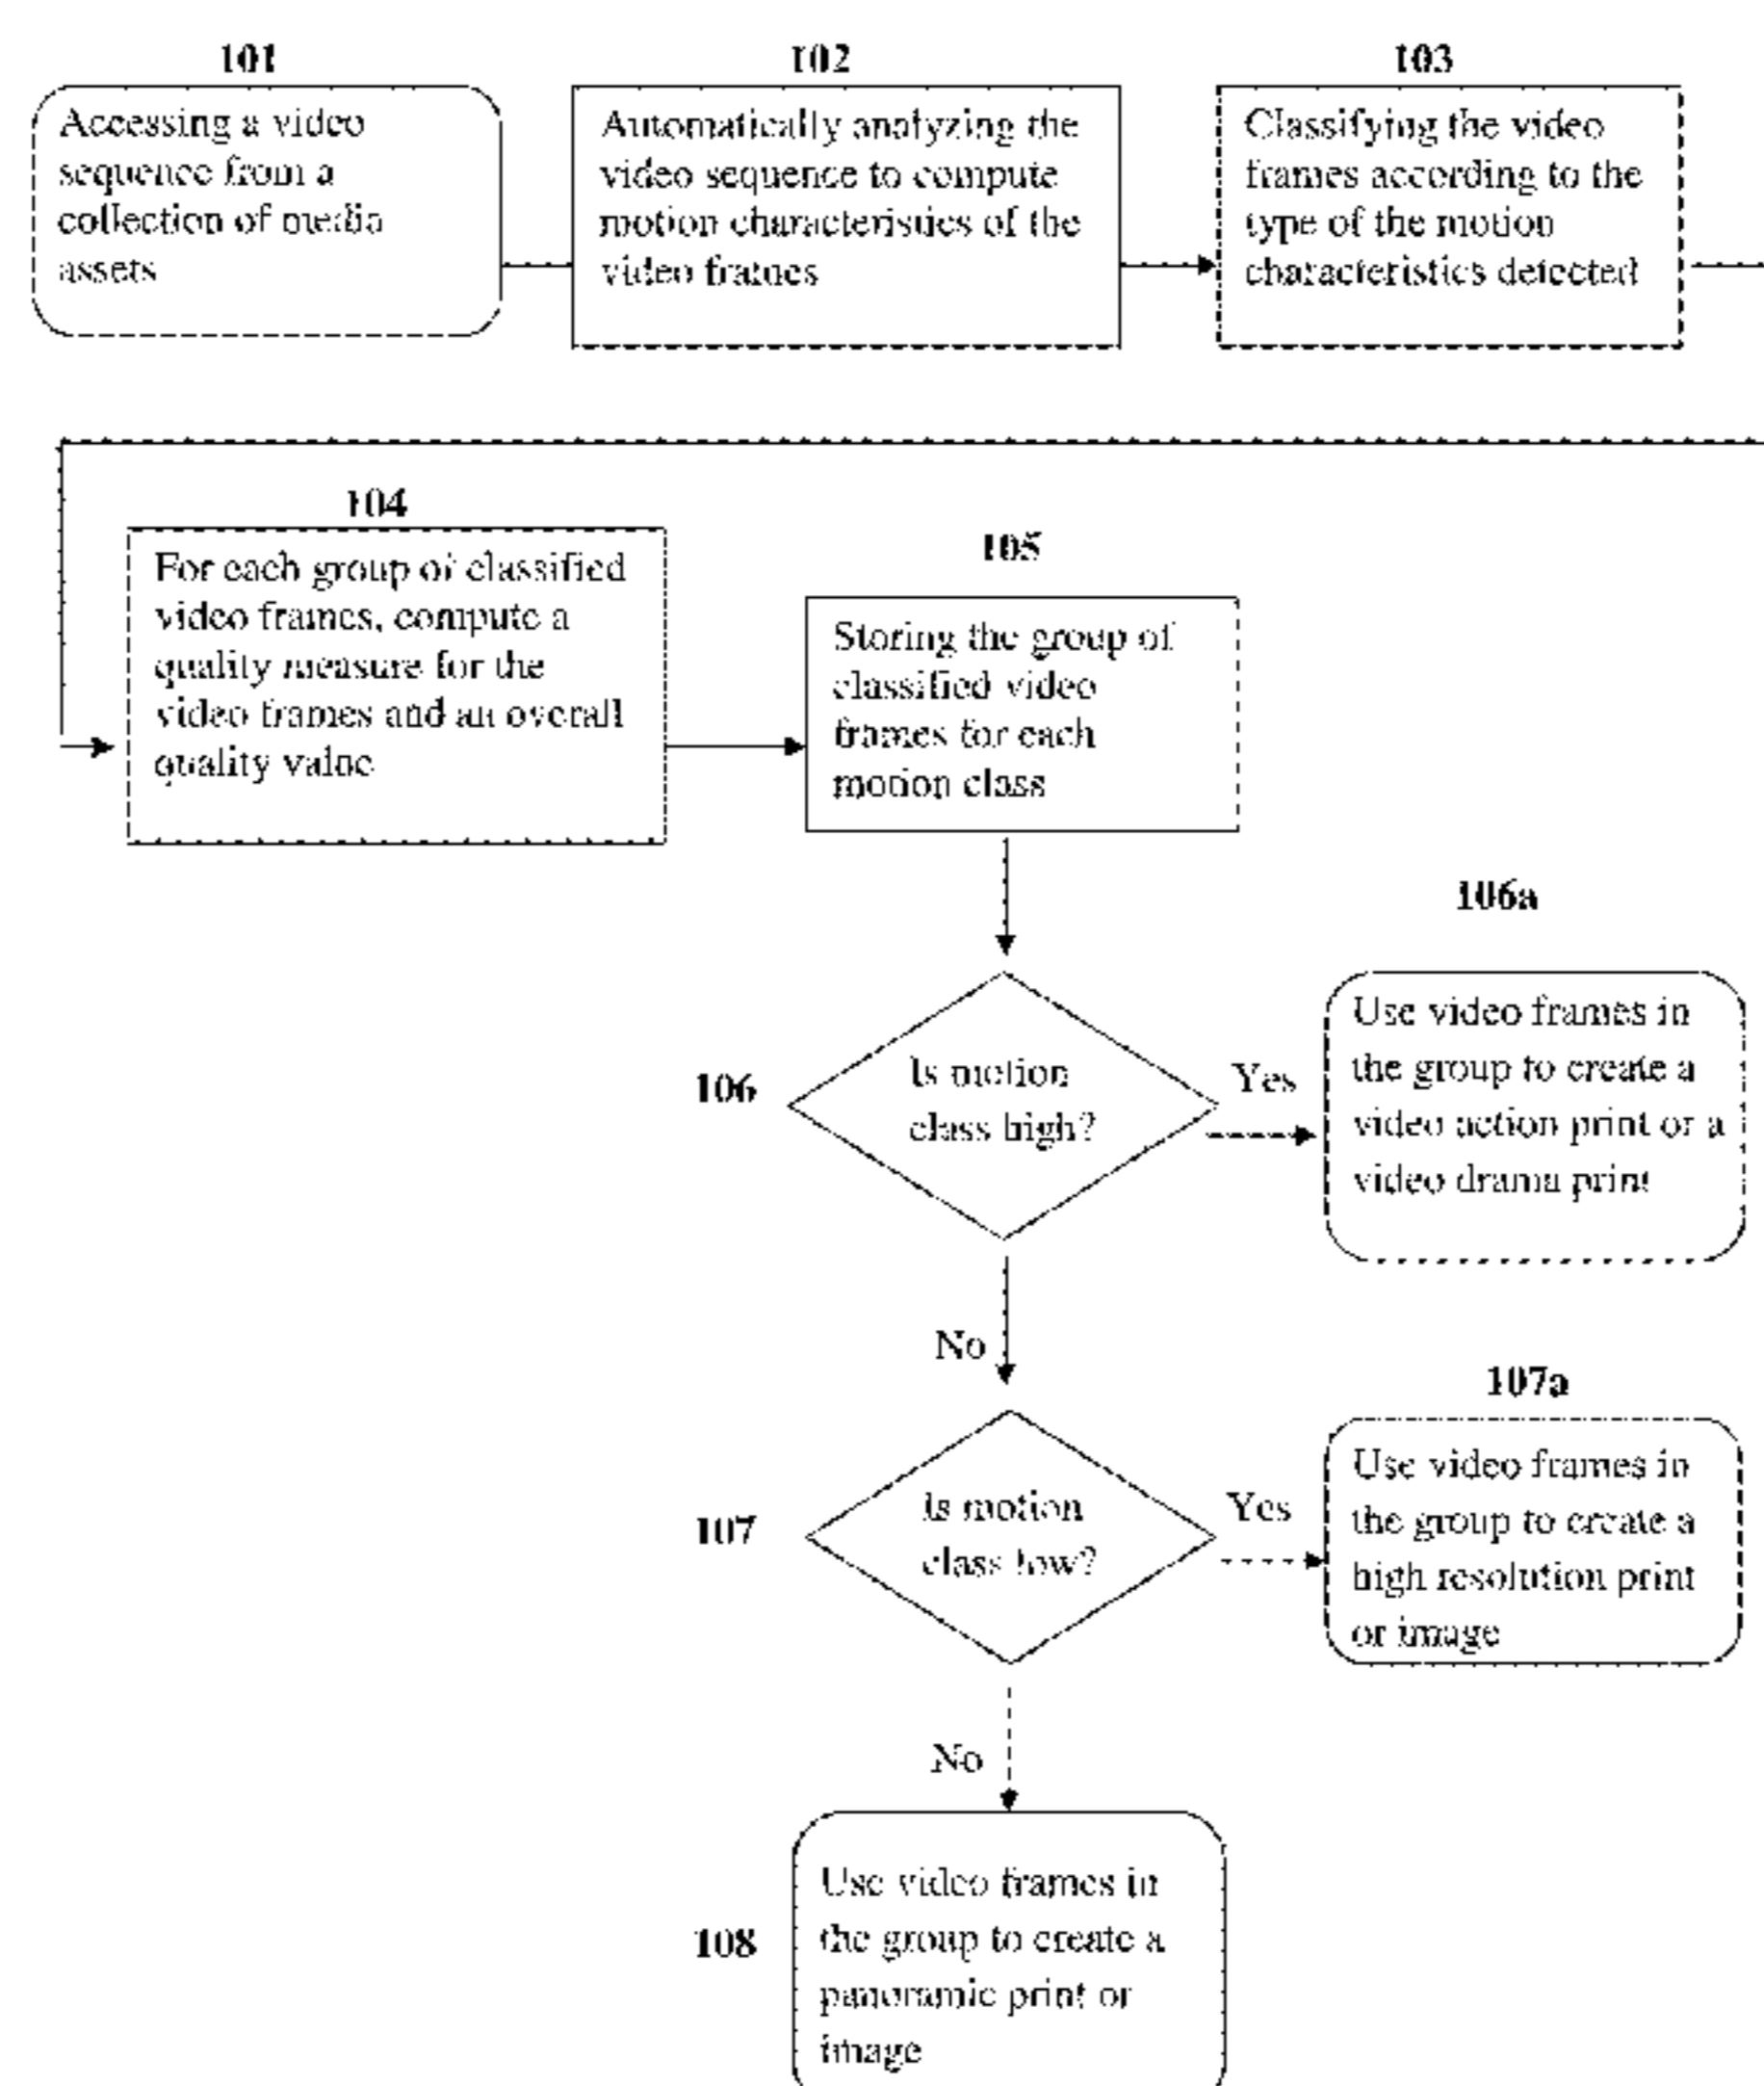 101
Accessing a video
sequence from a
collection of media
assets
102
Automatically analyzing the
video sequence to compute
motion characteristics of the
video frames
103
Classifying the video
frames according to the
type of the motion
characteristics detected
104
For each group of classified
video frames, compute a
quality measure for the
video frames and an overall
quality value
105
Storing the group of
classified video
frames for each
motion class
106
Is motion
class high?
Yes
106a
Use video frames in
the group to create a
video action print or a
video drama print
No
107
Is motion
class low?
Yes
107a
Use video frames in
the group to create a
high resolution print
or image
No
108
Use video frames in
the group to create a
panoramic print or
image